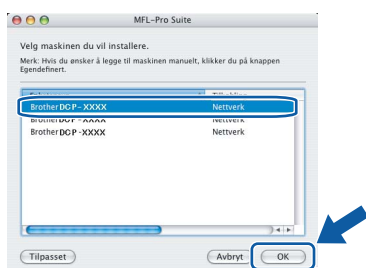 MFL-Pro Suite
Velg maskinen du vil installere.
Merk: Hvis du ønsker å legge til maskinen manuelt, klikker du på knappen
Egendefinert.
Brother DCP-XXXX Nettverk
Brother DCP-XXXX Nettverk
Brother DCP-XXXX Nettverk
Tilpasset Avbryt OK